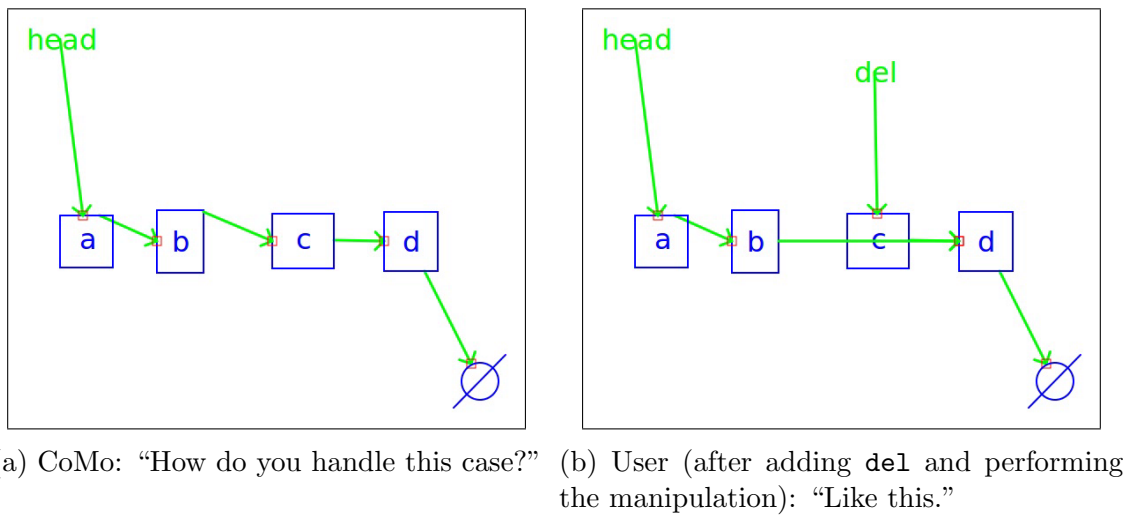 head
a
b
c
d
head
del
a
b
c
d
a) CoMo: “How do you handle this case?”
(b) User (after adding del and performing
the manipulation): “Like this.”